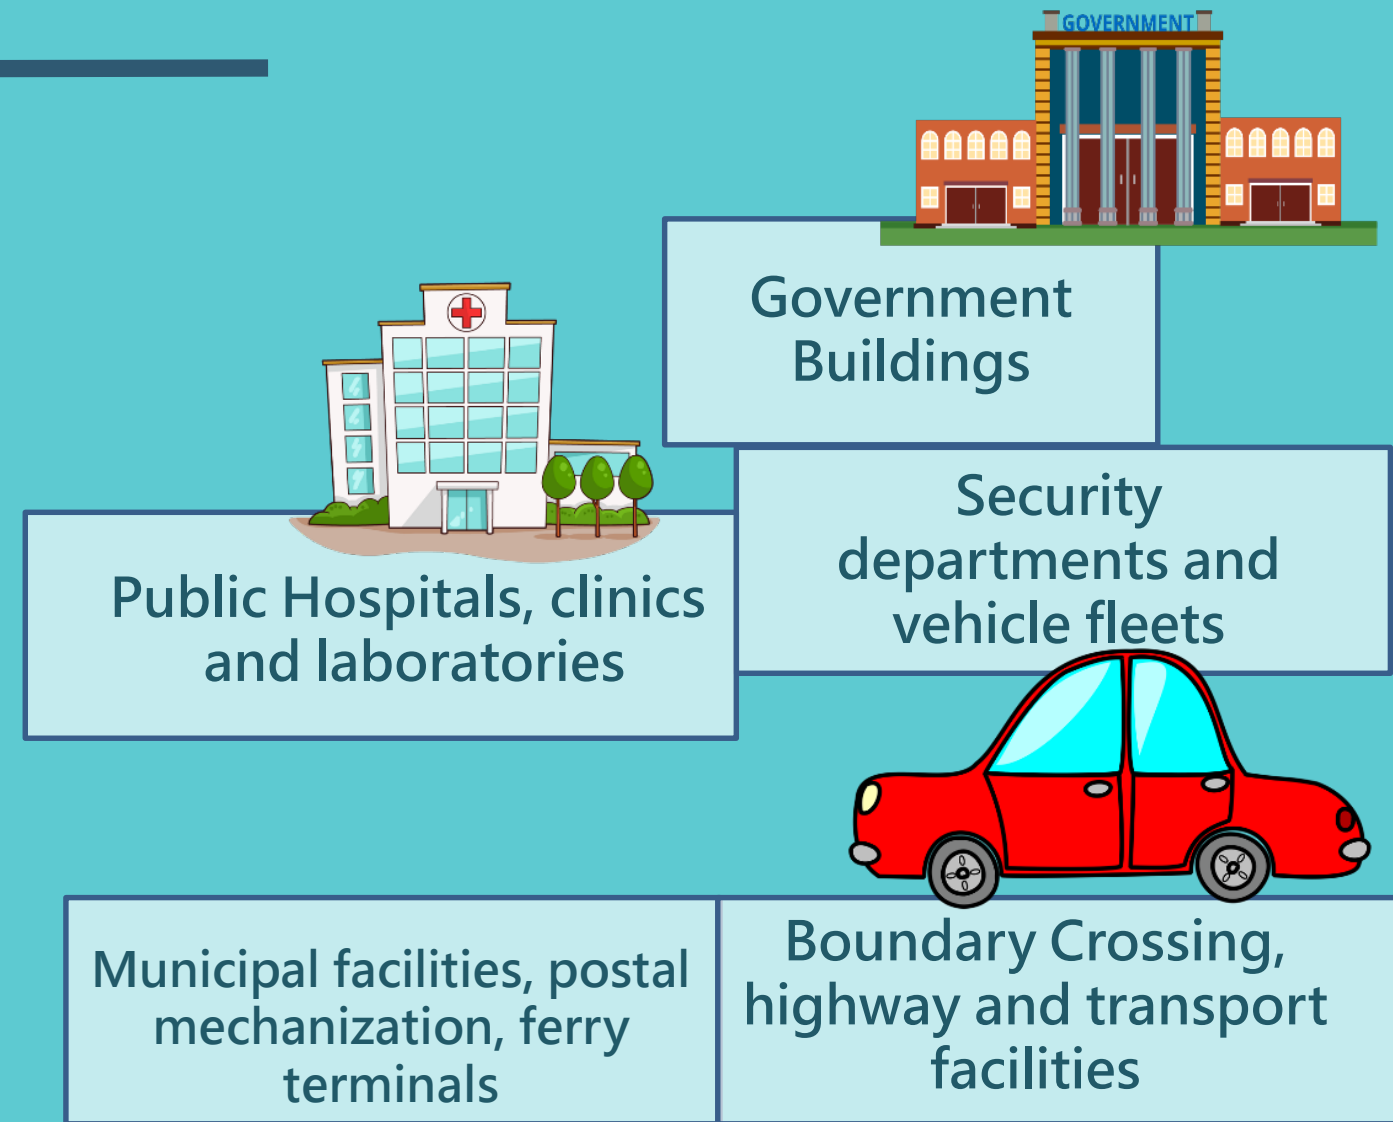 GOVERNMENT
Government
Buildings
Security
departments and
vehicle fleets
Public Hospitals, clinics
and laboratories
Municipal facilities, postal
mechanization, ferry
terminals
Boundary Crossing,
highway and transport
facilities